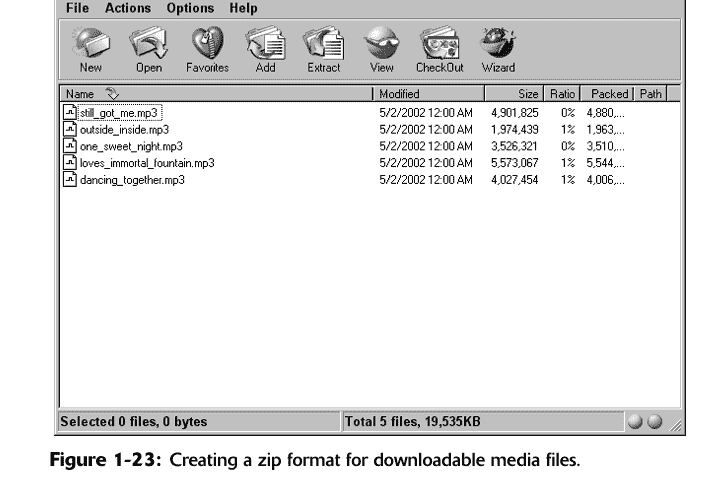 File Actions Options Help
New Open Favorites Add Extract View CheckOut Wizard
Name Modified Size Ratio Packed Path
still_got_me.mp3 5/2/2002 12:00 AM 4,901,825 0% 4,880,...
outside_inside.mp3 5/2/2002 12:00 AM 1,974,439 1% 1,963,...
one_sweet_night.mp3 5/2/2002 12:00 AM 3,526,321 0% 3,510,...
loves_immortal_fountain.mp3 5/2/2002 12:00 AM 5,573,067 1% 5,544,...
dancing_together.mp3 5/2/2002 12:00 AM 4,027,454 1% 4,006,...
Selected 0 files, 0 bytes Total 5 files, 19,535KB
Figure 1-23: Creating a zip format for downloadable media files.